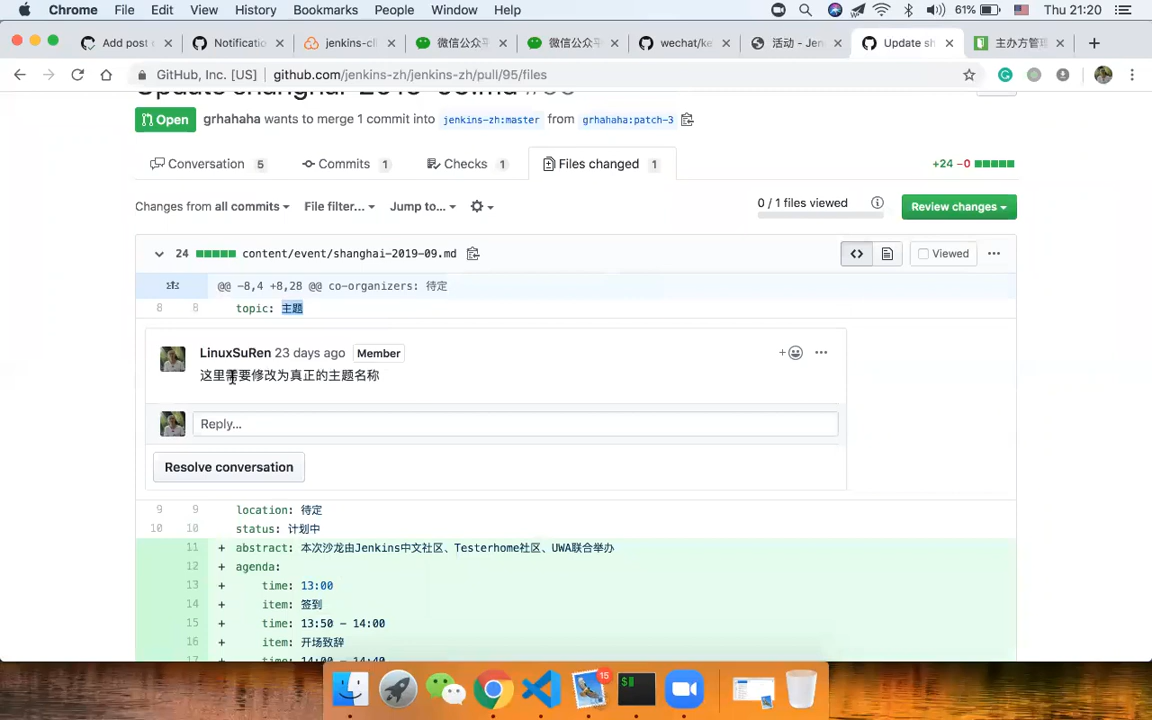 Chrome File Edit View History Bookmarks People Window Help 61% Thu 21:20
Add post Notificatio jenkins-cl 微信公众平 微信公众平 wechat/ke 活动 - Jen Update sh 主办方管理
GitHub, Inc. [US] github.com/jenkins-zh/jenkins-zh/pull/95/files
Open grhahaha wants to merge 1 commit into jenkins-zh:master from grhahaha:patch-3
Conversation 5 Commits 1 Checks 1 Files changed 1 +24 −0
Changes from all commits File filter... Jump to... 0 / 1 files viewed Review changes
24 content/event/shanghai-2019-09.md Viewed
@@ -8,4 +8,28 @@ co-organizers: 待定
8 8 topic: 主题
LinuxSuRen 23 days ago Member
这里需要修改为真正的主题名称
Reply...
Resolve conversation
9 9 location: 待定
10 10 status: 计划中
11 + abstract: 本次沙龙由Jenkins中文社区、Testerhome社区、UWA联合举办
12 + agenda:
13 + time: 13:00
14 + item: 签到
15 + time: 13:50 - 14:00
16 + item: 开场致辞
17 + time: 14:00 - 14:40
15